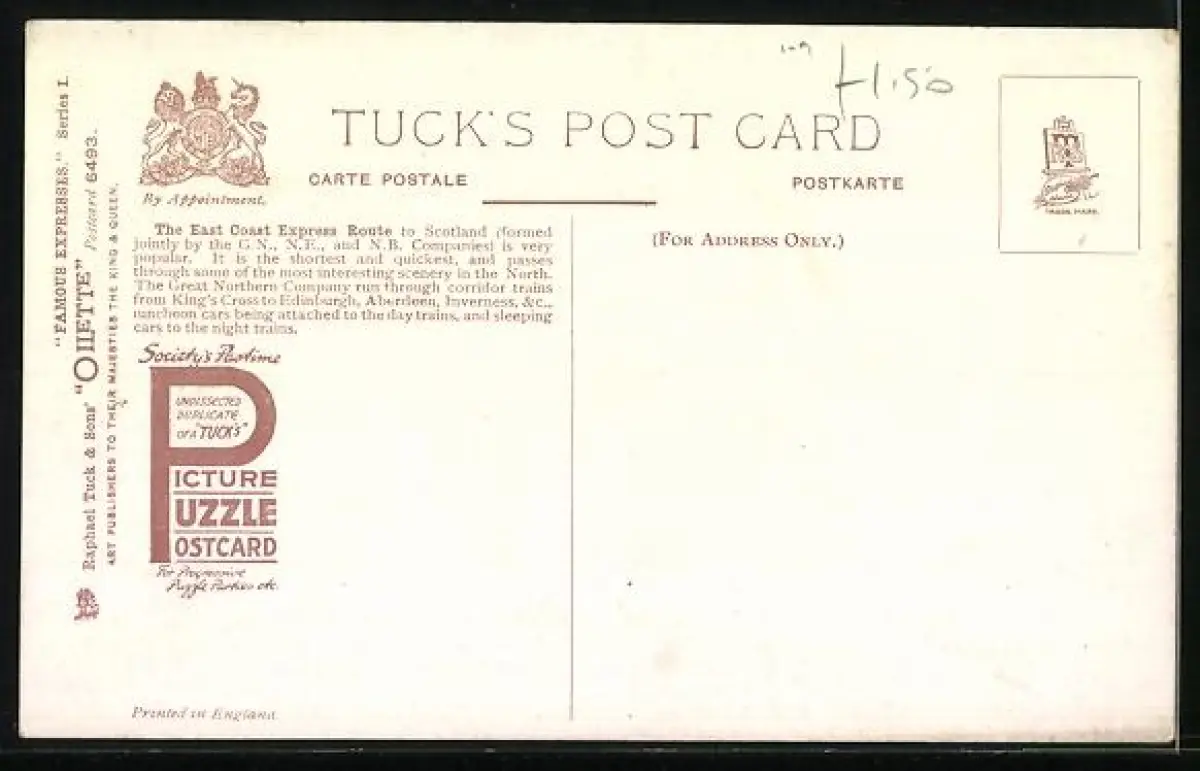 TUCK'S POST CARD
CARTE POSTALE
POSTKARTE
By Appointment.
(FOR ADDRESS ONLY.)
1.50
TRADE MARK.
"FAMOUS EXPRESSES." Series I.
Raphael Tuck & Sons' "OILETTE" Postcard 6493.
ART PUBLISHERS TO THEIR MAJESTIES THE KING & QUEEN.
The East Coast Express Route to Scotland (formed
jointly by the G.N., N.E., and N.B. Companies) is very
popular. It is the shortest and quickest, and passes
through some of the most interesting scenery in the North.
The Great Northern Company run through corridor trains
from King's Cross to Edinburgh, Aberdeen, Inverness, &c.,
luncheon cars being attached to the day trains, and sleeping
cars to the night trains.
Society's Pastime
UNDISSECTED
DUPLICATE
OF A "TUCK'S"
PICTURE
PUZZLE
POSTCARD
For Progressive
Puzzle Parties etc.
Printed in England.